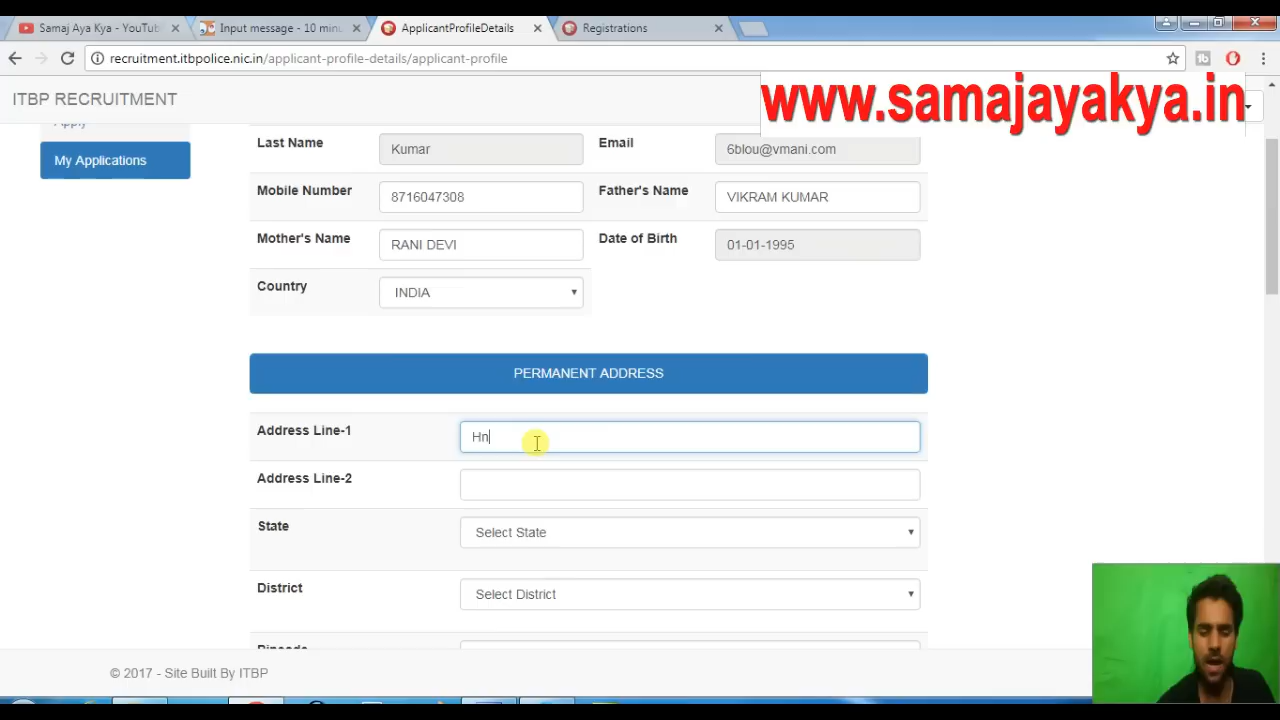 Samaj Aya Kya - YouTub
Input message - 10 minu
ApplicantProfileDetails
Registrations
recruitment.itbpolice.nic.in/applicant-profile-details/applicant-profile
ITBP RECRUITMENT
www.samajayakya.in
Apply
My Applications
Last Name
Kumar
Email
6blou@vmani.com
Mobile Number
8716047308
Father's Name
VIKRAM KUMAR
Mother's Name
RANI DEVI
Date of Birth
01-01-1995
Country
INDIA
PERMANENT ADDRESS
Address Line-1
Hn
Address Line-2
State
Select State
District
Select District
Pincode
© 2017 - Site Built By ITBP